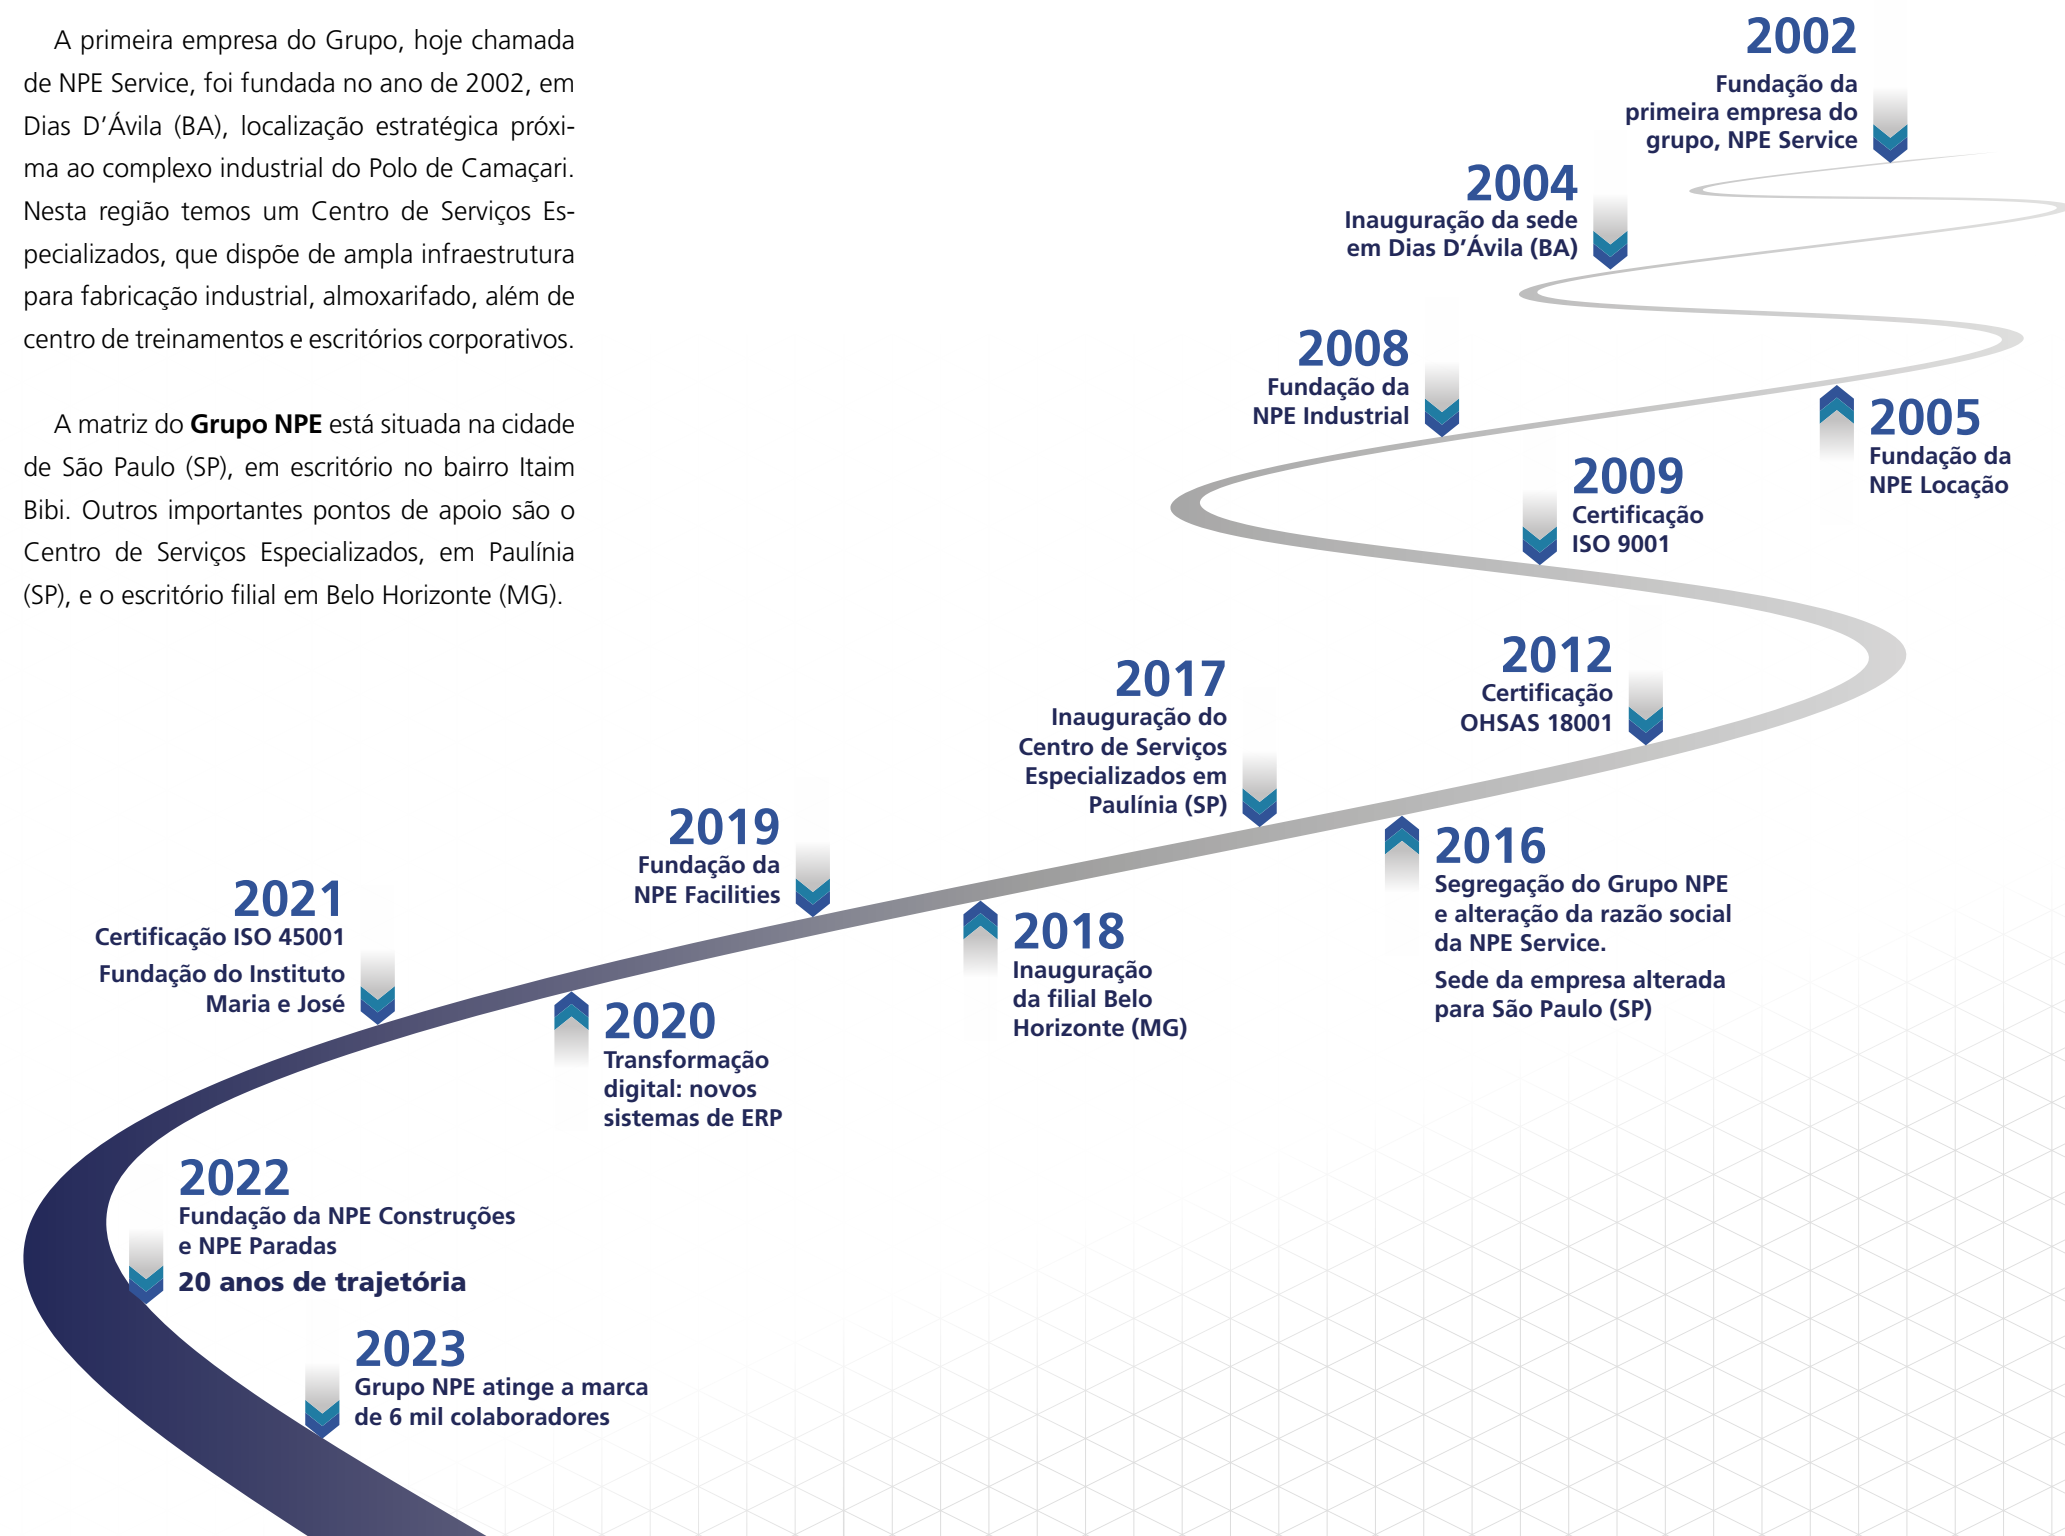 A primeira empresa do Grupo, hoje chamada
de NPE Service, foi fundada no ano de 2002, em
Dias D’Ávila (BA), localização estratégica próxi-
ma ao complexo industrial do Polo de Camaçari.
Nesta região temos um Centro de Serviços Es-
pecializados, que dispõe de ampla infraestrutura
para fabricação industrial, almoxarifado, além de
centro de treinamentos e escritórios corporativos.
A matriz do Grupo NPE está situada na cidade
de São Paulo (SP), em escritório no bairro Itaim
Bibi. Outros importantes pontos de apoio são o
Centro de Serviços Especializados, em Paulínia
(SP), e o escritório filial em Belo Horizonte (MG).
2002
Fundação da
primeira empresa do
grupo, NPE Service
2004
Inauguração da sede
em Dias D’Ávila (BA)
2005
Fundação da
NPE Locação
2008
Fundação da
NPE Industrial
2009
Certificação
ISO 9001
2012
Certificação
OHSAS 18001
2016
Segregação do Grupo NPE
e alteração da razão social
da NPE Service.
Sede da empresa alterada
para São Paulo (SP)
2017
Inauguração do
Centro de Serviços
Especializados em
Paulínia (SP)
2018
Inauguração
da filial Belo
Horizonte (MG)
2019
Fundação da
NPE Facilities
2020
Transformação
digital: novos
sistemas de ERP
2021
Certificação ISO 45001
Fundação do Instituto
Maria e José
2022
Fundação da NPE Construções
e NPE Paradas
20 anos de trajetória
2023
Grupo NPE atinge a marca
de 6 mil colaboradores